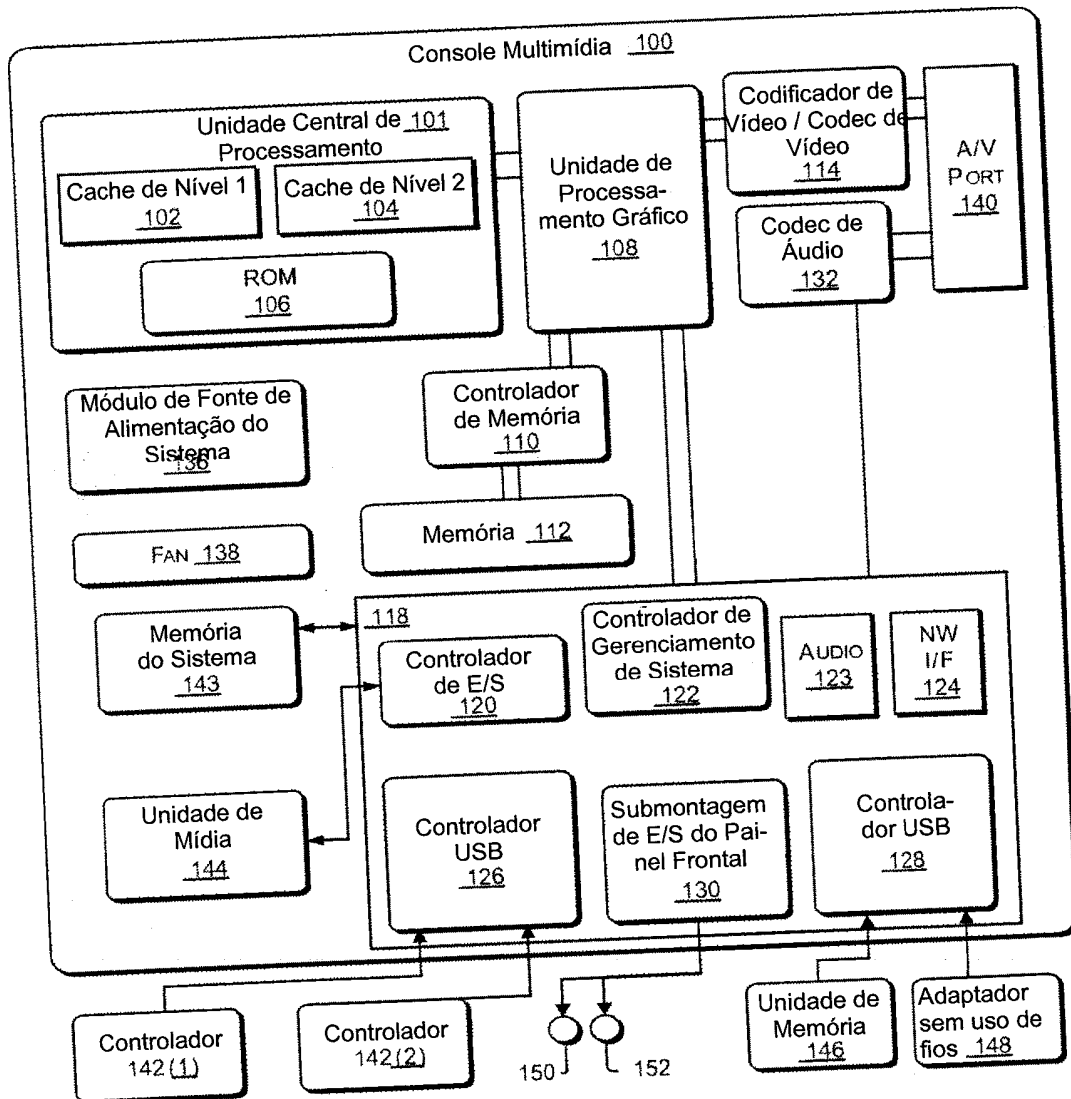 Console Multimídia 100
Unidade Central de 101
Processamento
Cache de Nível 1
102
Cache de Nível 2
104
ROM
106
Unidade de
Processa-
mento Gráfico
108
Codificador de
Vídeo / Codec de
Vídeo
114
A/V
PORT
140
Codec de
Áudio
132
Módulo de Fonte de
Alimentação do
Sistema
136
Controlador
de Memória
110
Memória 112
FAN 138
Memória
do Sistema
143
118
Controlador
de E/S
120
Controlador de
Gerenciamento
de Sistema
122
AUDIO
123
NW
I/F
124
Unidade de
Mídia
144
Controlador
USB
126
Submontagem
de E/S do Pai-
nel Frontal
130
Controla-
dor USB
128
Controlador
142(1)
Controlador
142(2)
150
152
Unidade de
Memória
146
Adaptador
sem uso de
fios 148